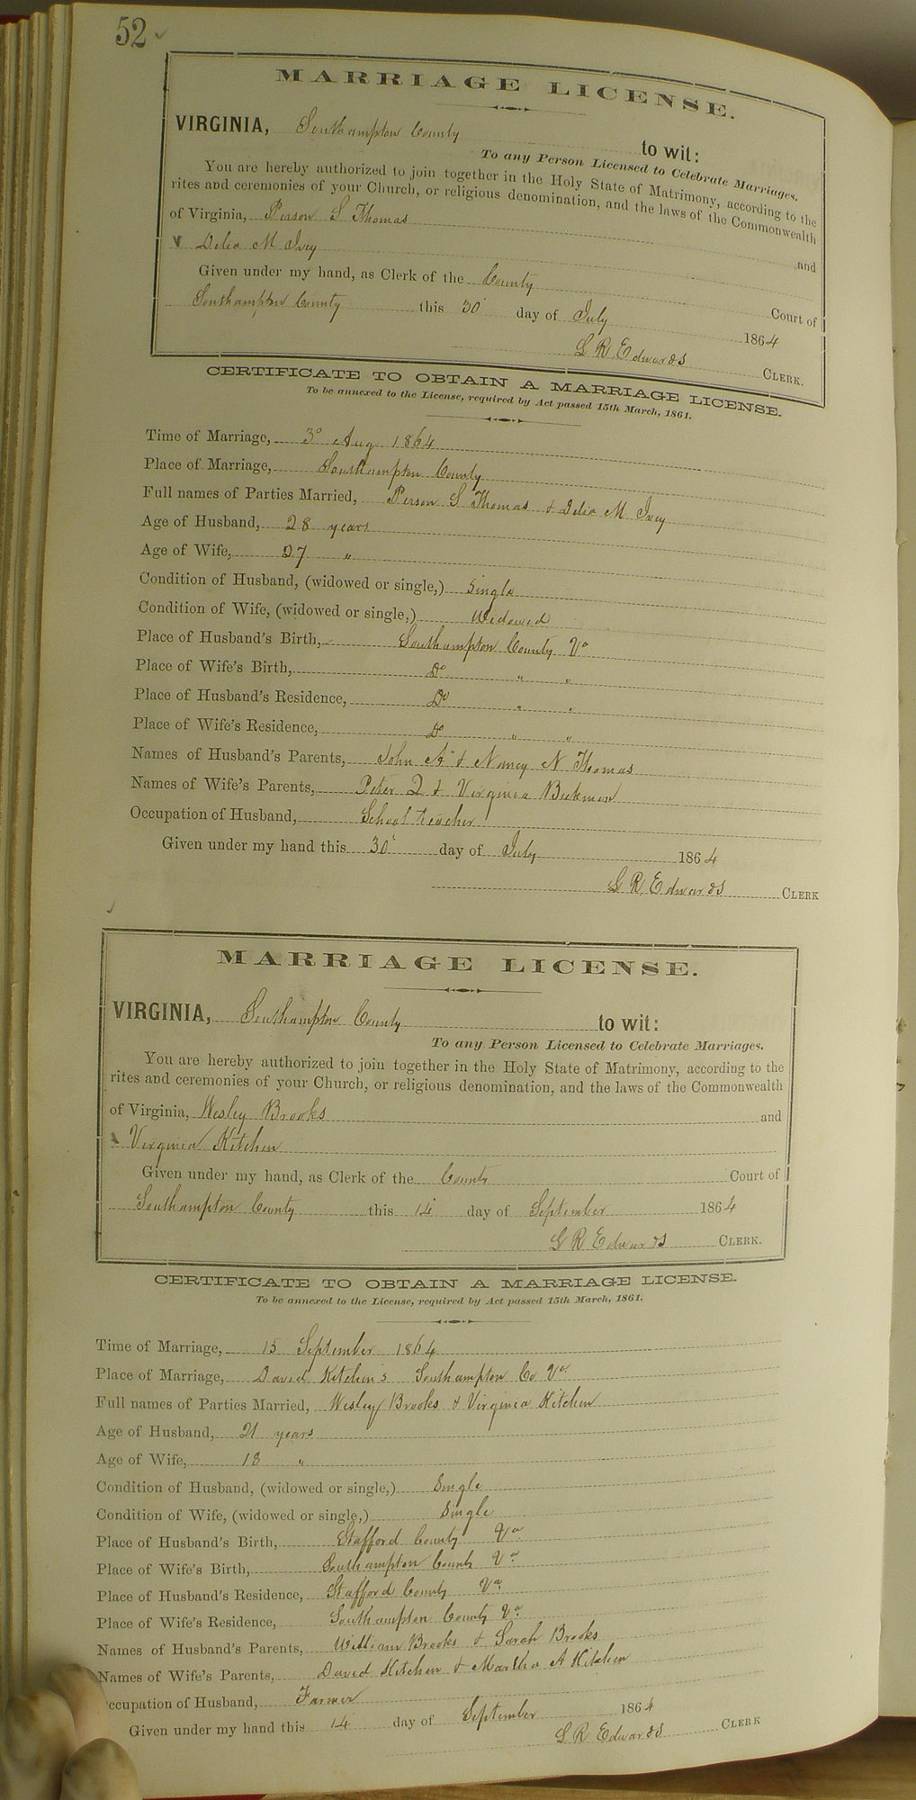 52
MARRIAGE LICENSE.
VIRGINIA, Southampton County to wit:
To any Person Licensed to Celebrate Marriages.
You are hereby authorized to join together in the Holy State of Matrimony, according to the
rites and ceremonies of your Church, or religious denomination, and the laws of the Commonwealth
of Virginia, Person S Thomas and
Delia M Ivey
Given under my hand, as Clerk of the County Court of
Southampton County this 30 day of July 1864
L R Edwards CLERK.
CERTIFICATE TO OBTAIN A MARRIAGE LICENSE.
To be annexed to the License, required by Act passed 15th March, 1861.
Time of Marriage, 3º Aug 1864
Place of Marriage, Southampton County
Full names of Parties Married, Person S Thomas & Delia M Ivey
Age of Husband, 28 years
Age of Wife, 27 "
Condition of Husband, (widowed or single,) Single
Condition of Wife, (widowed or single,) Widowed
Place of Husband's Birth, Southampton County Va
Place of Wife's Birth, Do " "
Place of Husband's Residence, Do " "
Place of Wife's Residence, Do " "
Names of Husband's Parents, John & Nancy N Thomas
Names of Wife's Parents, Peter & Virginia
Occupation of Husband, School teacher
Given under my hand this 30 day of July 1864
L R Edwards CLERK
MARRIAGE LICENSE.
VIRGINIA, Southampton County to wit:
To any Person Licensed to Celebrate Marriages.
You are hereby authorized to join together in the Holy State of Matrimony, according to the
rites and ceremonies of your Church, or religious denomination, and the laws of the Commonwealth
of Virginia, Wesley Brooks and
Virginia Kitchen
Given under my hand, as Clerk of the County Court of
Southampton County this 14 day of September 1864
L R Edwards CLERK.
CERTIFICATE TO OBTAIN A MARRIAGE LICENSE.
To be annexed to the License, required by Act passed 15th March, 1861.
Time of Marriage, 15 September 1864
Place of Marriage, David Kitchens Southampton Co Va
Full names of Parties Married, Wesley Brooks & Virginia Kitchen
Age of Husband, 21 years
Age of Wife, 18 "
Condition of Husband, (widowed or single,) Single
Condition of Wife, (widowed or single,) Single
Place of Husband's Birth, Stafford County Va
Place of Wife's Birth, Southampton County Va
Place of Husband's Residence, Stafford County Va
Place of Wife's Residence, Southampton County Va
Names of Husband's Parents, William Brooks & Sarah Brooks
Names of Wife's Parents, David Kitchen & Martha A Kitchen
ccupation of Husband, Farmer
Given under my hand this 14 day of September 1864
L R Edwards CLERK